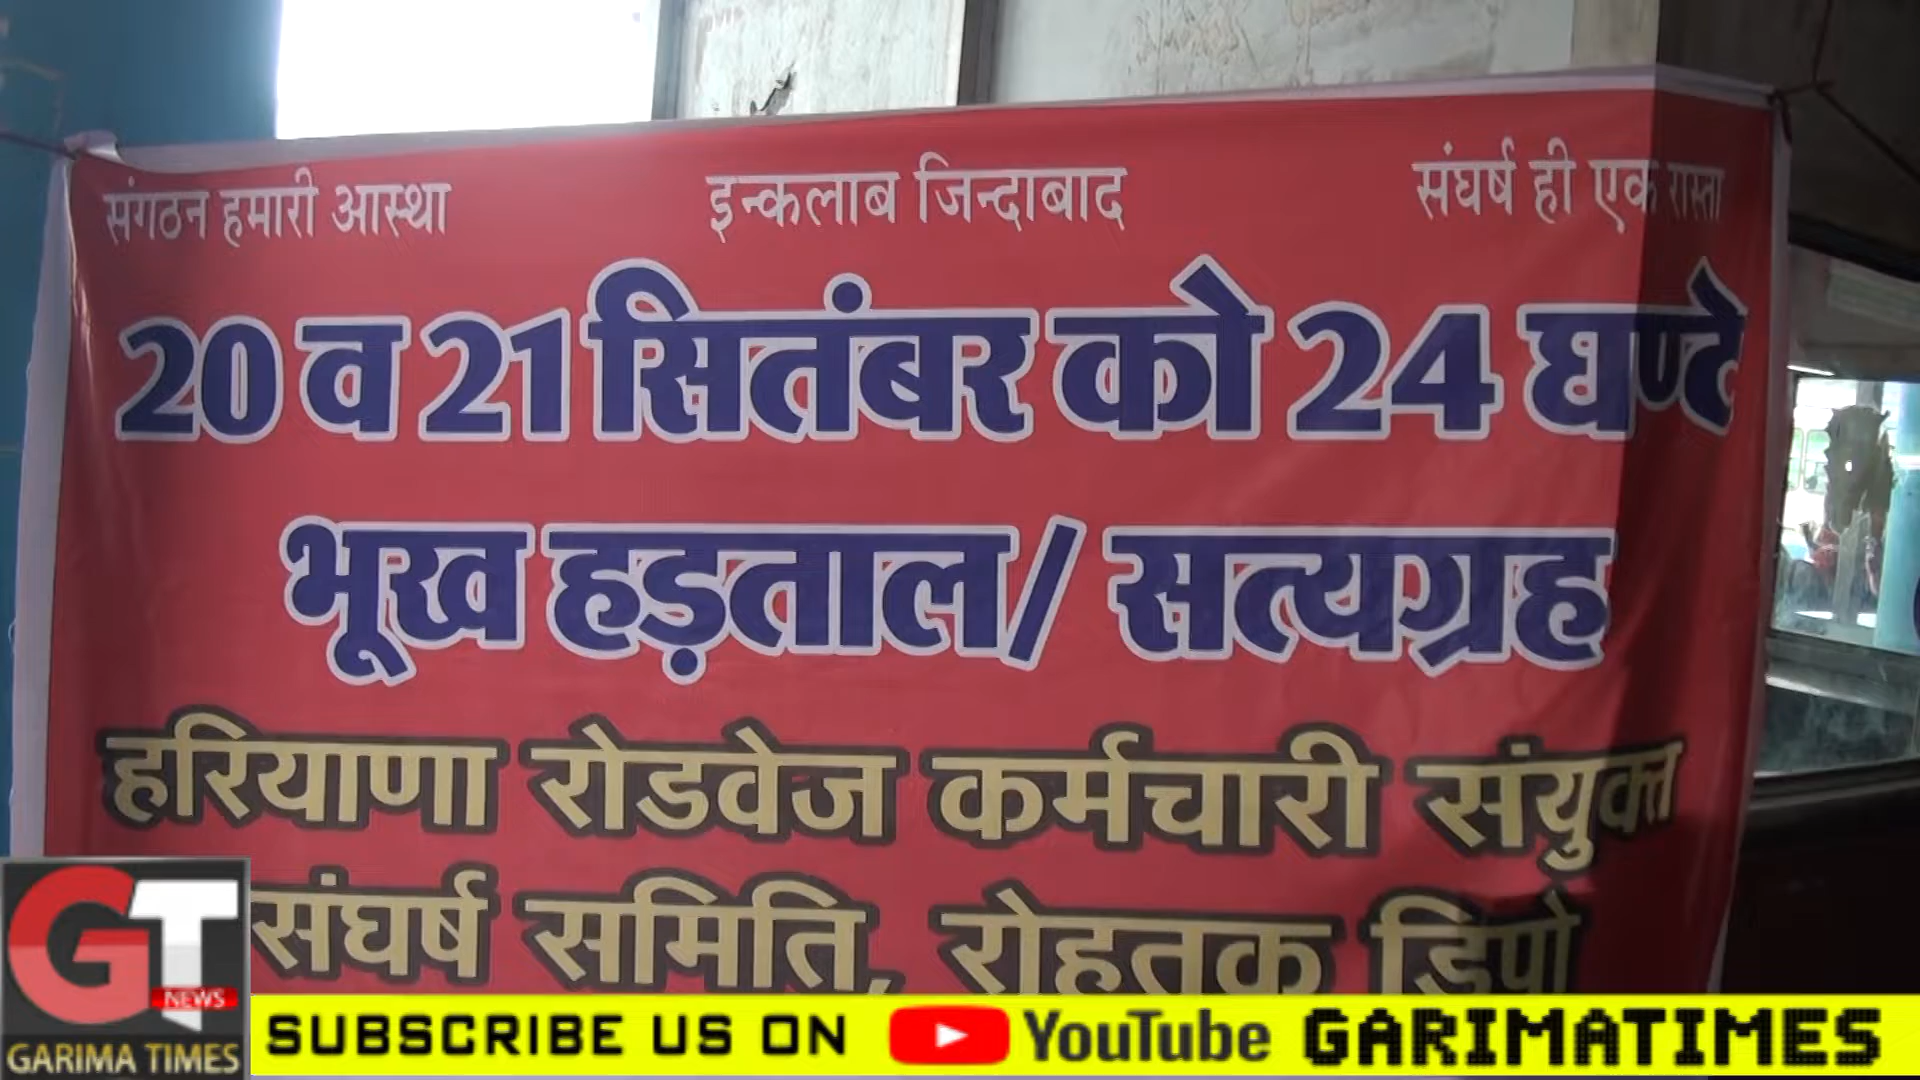 संगठन हमारी आस्था इन्कलाब जिन्दाबाद संघर्ष ही एक रास्ता
20 व 21 सितंबर को 24 घण्टे
भूख हड़ताल/ सत्यग्रह
हरियाणा रोडवेज कर्मचारी संयुक्त
संघर्ष समिति, रोहतक डिपो
GT
NEWS
GARIMA TIMES
SUBSCRIBE US ON YouTube GARIMATIMES